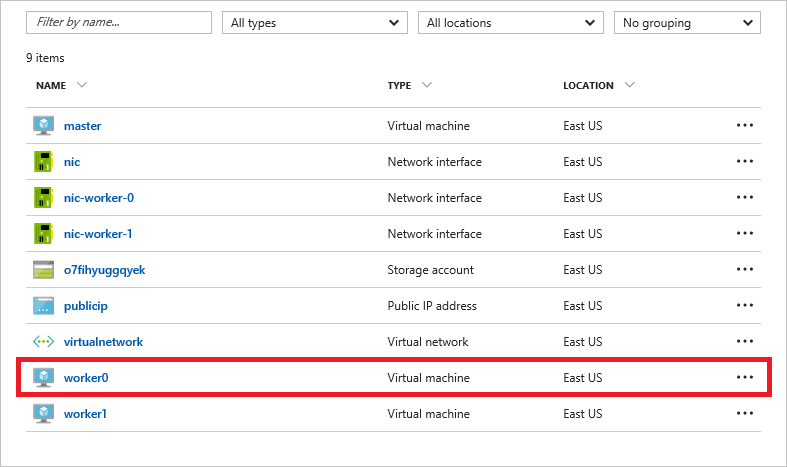 Filter by name... All types All locations No grouping
9 items
NAME TYPE LOCATION
master Virtual machine East US
nic Network interface East US
nic-worker-0 Network interface East US
nic-worker-1 Network interface East US
o7fihyuggqyek Storage account East US
publicip Public IP address East US
virtualnetwork Virtual network East US
worker0 Virtual machine East US
worker1 Virtual machine East US